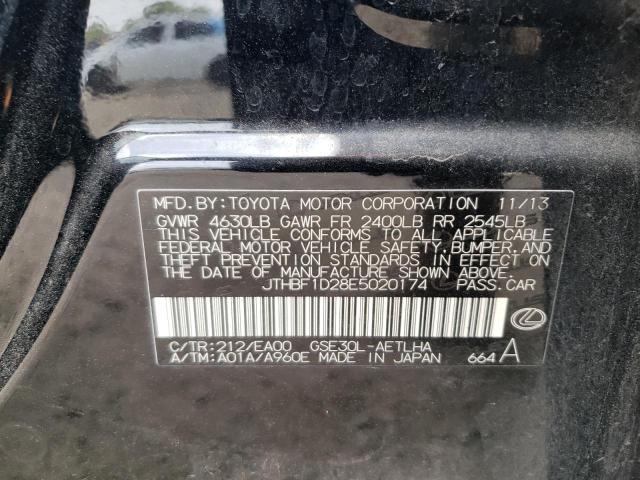 MFD.BY:TOYOTA MOTOR CORPORATION 11/13
GVWR 4630LB GAWR FR 2400LB RR 2545LB
THIS VEHICLE CONFORMS TO ALL APPLICABLE
FEDERAL MOTOR VEHICLE SAFETY,BUMPER,AND
THEFT PREVENTION STANDARDS IN EFFECT ON
THE DATE OF MANUFACTURE SHOWN ABOVE.
JTHBF1D28E5020174 PASS.CAR
C/TR:212/EA00 GSE30L-AETLHA
A/TM:A01A/A960E MADE IN JAPAN 664 A